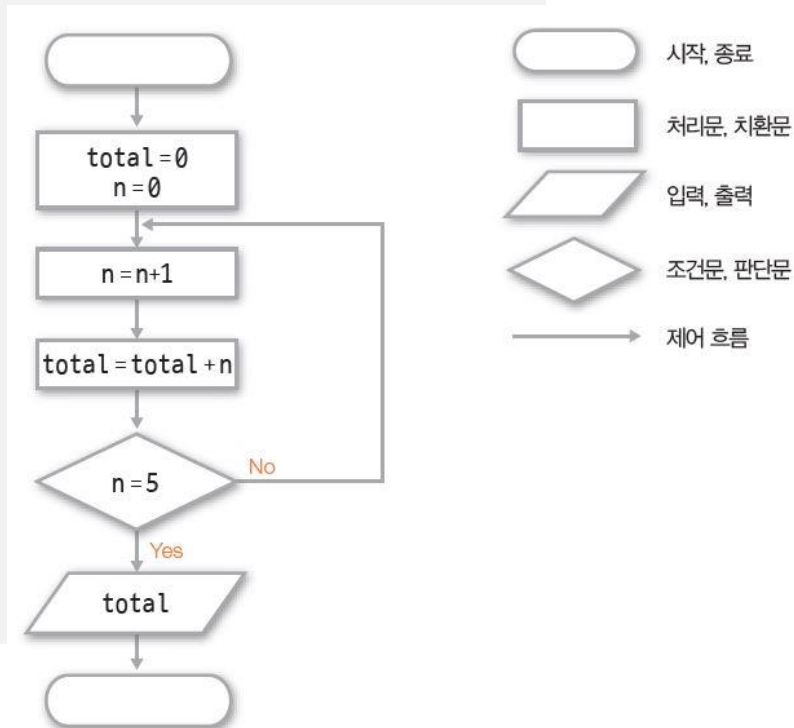 total=0
n=0
n=n+1
total=total+n
n=5
No
Yes
total
시작, 종료
처리문, 치환문
입력, 출력
조건문, 판단문
제어 흐름